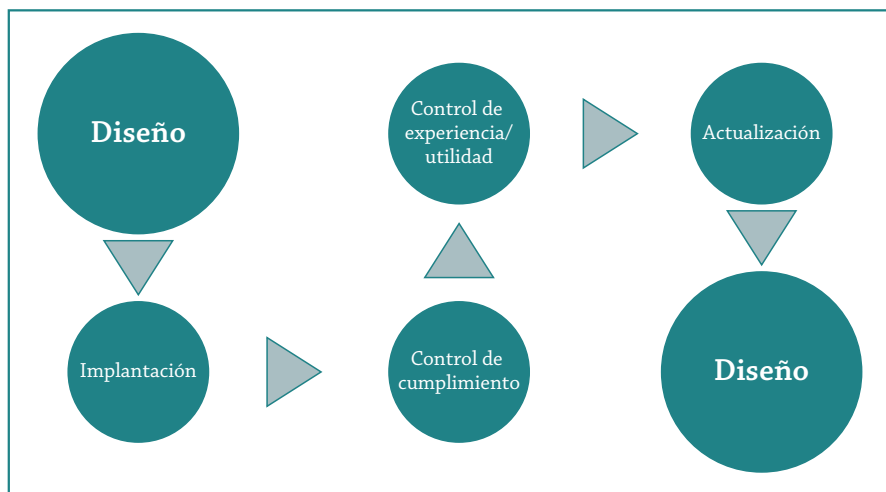 Diseño
Implantación
Control de
cumplimiento
Control de
experiencia/
utilidad
Actualización
Diseño